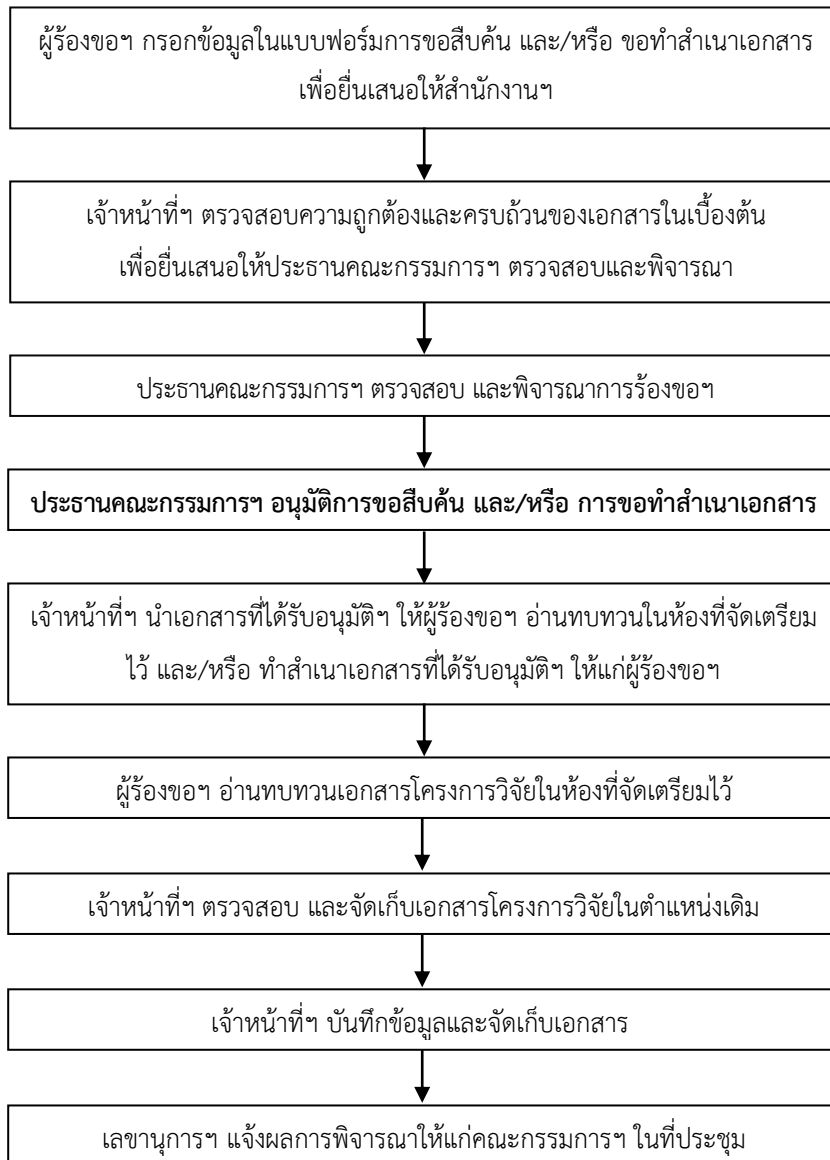 ผู้ร้องขอฯ กรอกข้อมูลในแบบฟอร์มการขอสืบค้น และ/หรือ ขอทำสำเนาเอกสาร
เพื่อยื่นเสนอให้สำนักงานฯ
เจ้าหน้าที่ฯ ตรวจสอบความถูกต้องและครบถ้วนของเอกสารในเบื้องต้น
เพื่อยื่นเสนอให้ประธานคณะกรรมการฯ ตรวจสอบและพิจารณา
ประธานคณะกรรมการฯ ตรวจสอบ และพิจารณาการร้องขอฯ
ประธานคณะกรรมการฯ อนุมัติการขอสืบค้น และ/หรือ การขอทำสำเนาเอกสาร
เจ้าหน้าที่ฯ นำเอกสารที่ได้รับอนุมัติฯ ให้ผู้ร้องขอฯ อ่านทบทวนในห้องที่จัดเตรียม
ไว้ และ/หรือ ทำสำเนาเอกสารที่ได้รับอนุมัติฯ ให้แก่ผู้ร้องขอฯ
ผู้ร้องขอฯ อ่านทบทวนเอกสารโครงการวิจัยในห้องที่จัดเตรียมไว้
เจ้าหน้าที่ฯ ตรวจสอบ และจัดเก็บเอกสารโครงการวิจัยในตำแหน่งเดิม
เจ้าหน้าที่ฯ บันทึกข้อมูลและจัดเก็บเอกสาร
เลขานุการฯ แจ้งผลการพิจารณาให้แก่คณะกรรมการฯ ในที่ประชุม